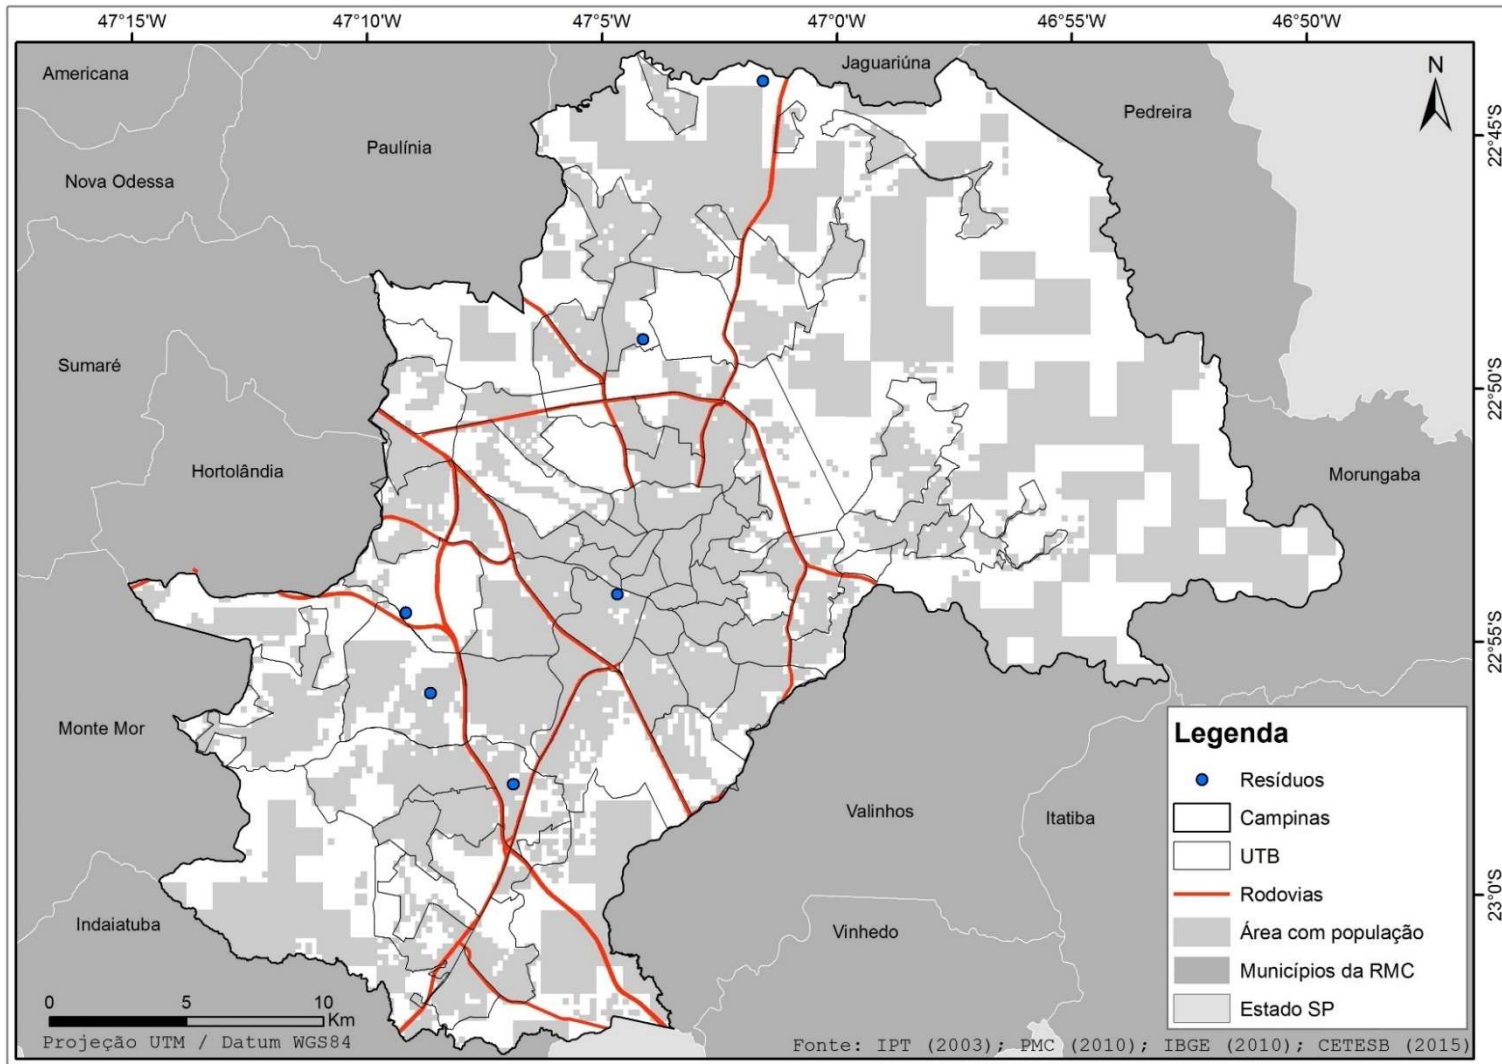 47°15'W 47°10'W 47°5'W 47°0'W 46°55'W 46°50'W
Americana
Jaguariúna
N
Pedreira
22°45'S
Paulínia
Nova Odessa
Sumaré
22°50'S
Hortolândia
Morungaba
22°55'S
Monte Mor
Legenda
Resíduos
Valinhos
Itatiba
Campinas
UTB
Rodovias
23°0'S
Indaiatuba
Vinhedo
Área com população
Municípios da RMC
Estado SP
0 5 10
Km
Projeção UTM / Datum WGS84
Fonte: IPT (2003); PMC (2010); IBGE (2010); CETESB (2015)